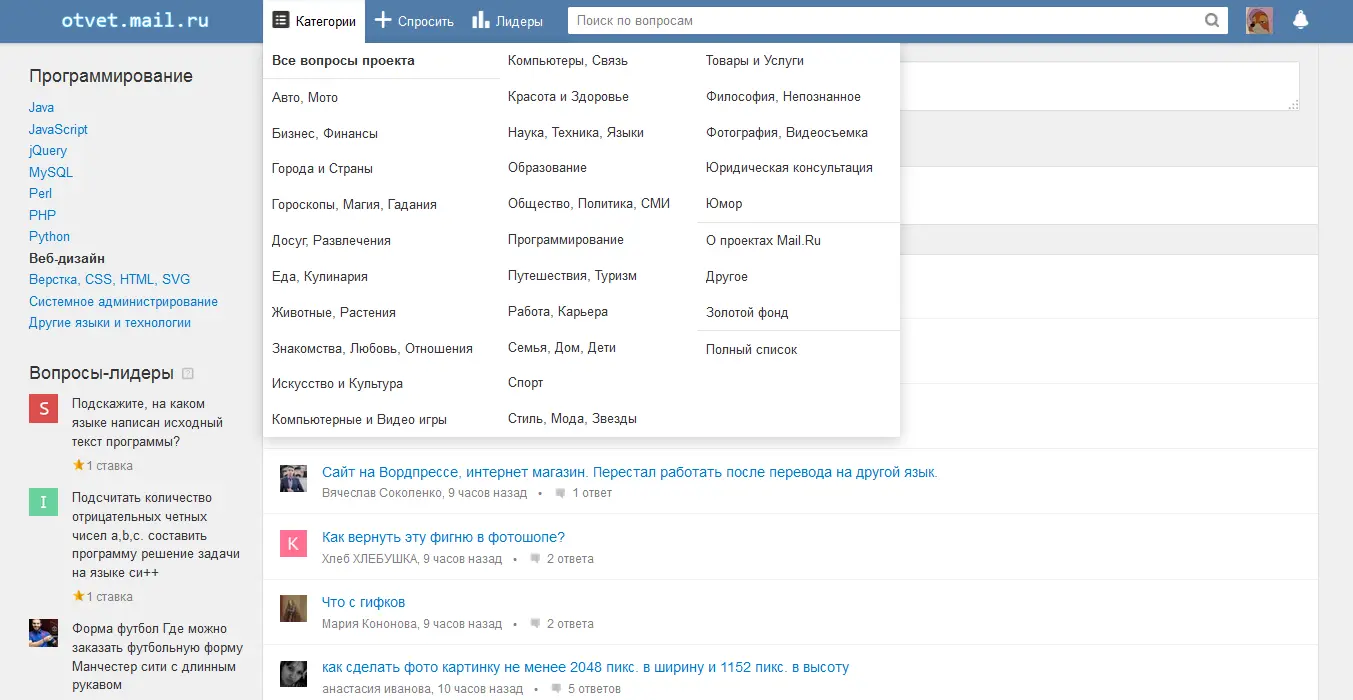 otvet.mail.ru
Категории
Спросить
Лидеры
Поиск по вопросам
Программирование
Java
JavaScript
jQuery
MySQL
Perl
PHP
Python
Веб-дизайн
Верстка, CSS, HTML, SVG
Системное администрирование
Другие языки и технологии
Вопросы-лидеры ?
S
Подскажите, на каком
языке написан исходный
текст программы?
1 ставка
I
Подсчитать количество
отрицательных четных
чисел a,b,c. составить
программу решение задачи
на языке си++
1 ставка
Форма футбол Где можно
заказать футбольную форму
Манчестер сити с длинным
рукавом
Все вопросы проекта
Авто, Мото
Бизнес, Финансы
Города и Страны
Гороскопы, Магия, Гадания
Досуг, Развлечения
Еда, Кулинария
Животные, Растения
Знакомства, Любовь, Отношения
Искусство и Культура
Компьютерные и Видео игры
Компьютеры, Связь
Красота и Здоровье
Наука, Техника, Языки
Образование
Общество, Политика, СМИ
Программирование
Путешествия, Туризм
Работа, Карьера
Семья, Дом, Дети
Спорт
Стиль, Мода, Звезды
Товары и Услуги
Философия, Непознанное
Фотография, Видеосъемка
Юридическая консультация
Юмор
О проектах Mail.Ru
Другое
Золотой фонд
Полный список
Сайт на Вордпрессе, интернет магазин. Перестал работать после перевода на другой язык.
Вячеслав Соколенко, 9 часов назад • 1 ответ
K
Как вернуть эту фигню в фотошопе?
Хлеб ХЛЕБУШКА, 9 часов назад • 2 ответа
Что с гифков
Мария Кононова, 9 часов назад • 2 ответа
как сделать фото картинку не менее 2048 пикс. в ширину и 1152 пикс. в высоту
анастасия иванова, 10 часов назад • 5 ответов